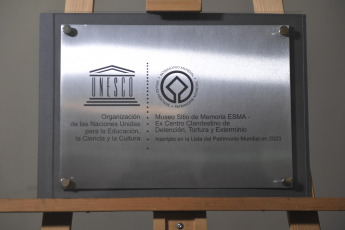 UNESCO
Organización
de las Naciones Unidas
para la Educación,
la Ciencia y la Cultura
Museo Sitio de Memoria ESMA -
Ex Centro Clandestino de
Detención, Tortura y Exterminio
inscripto en la Lista del Patrimonio Mundial en 2023